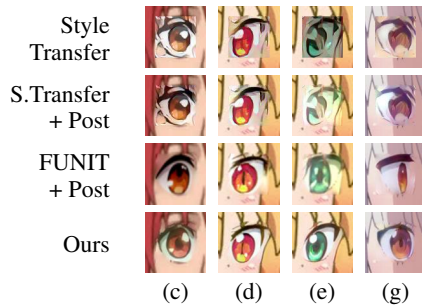 Style
Transfer
S.Transfer
+ Post
FUNIT
+ Post
Ours
(c) (d) (e) (g)